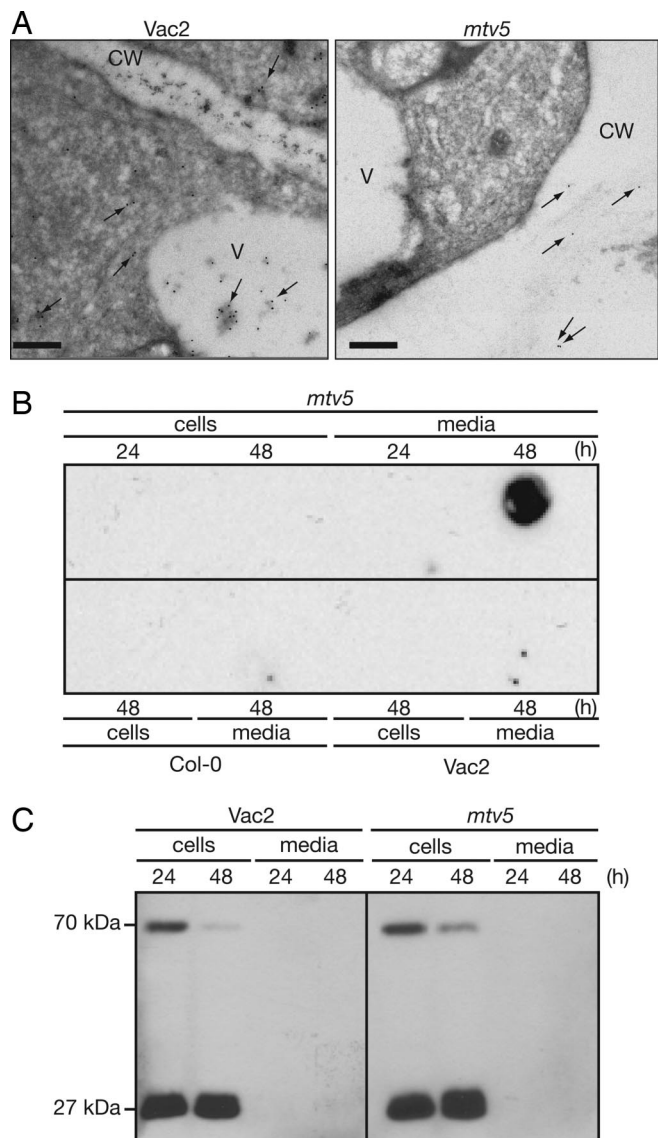 A
Vac2 mtv5
CW
CW
V
V
B
mtv5
cells media
24 48 24 48 (h)
48 48 48 48 (h)
cells media cells media
Col-0 Vac2
C
Vac2 mtv5
cells media cells media
24 48 24 48 24 48 24 48 (h)
70 kDa
27 kDa